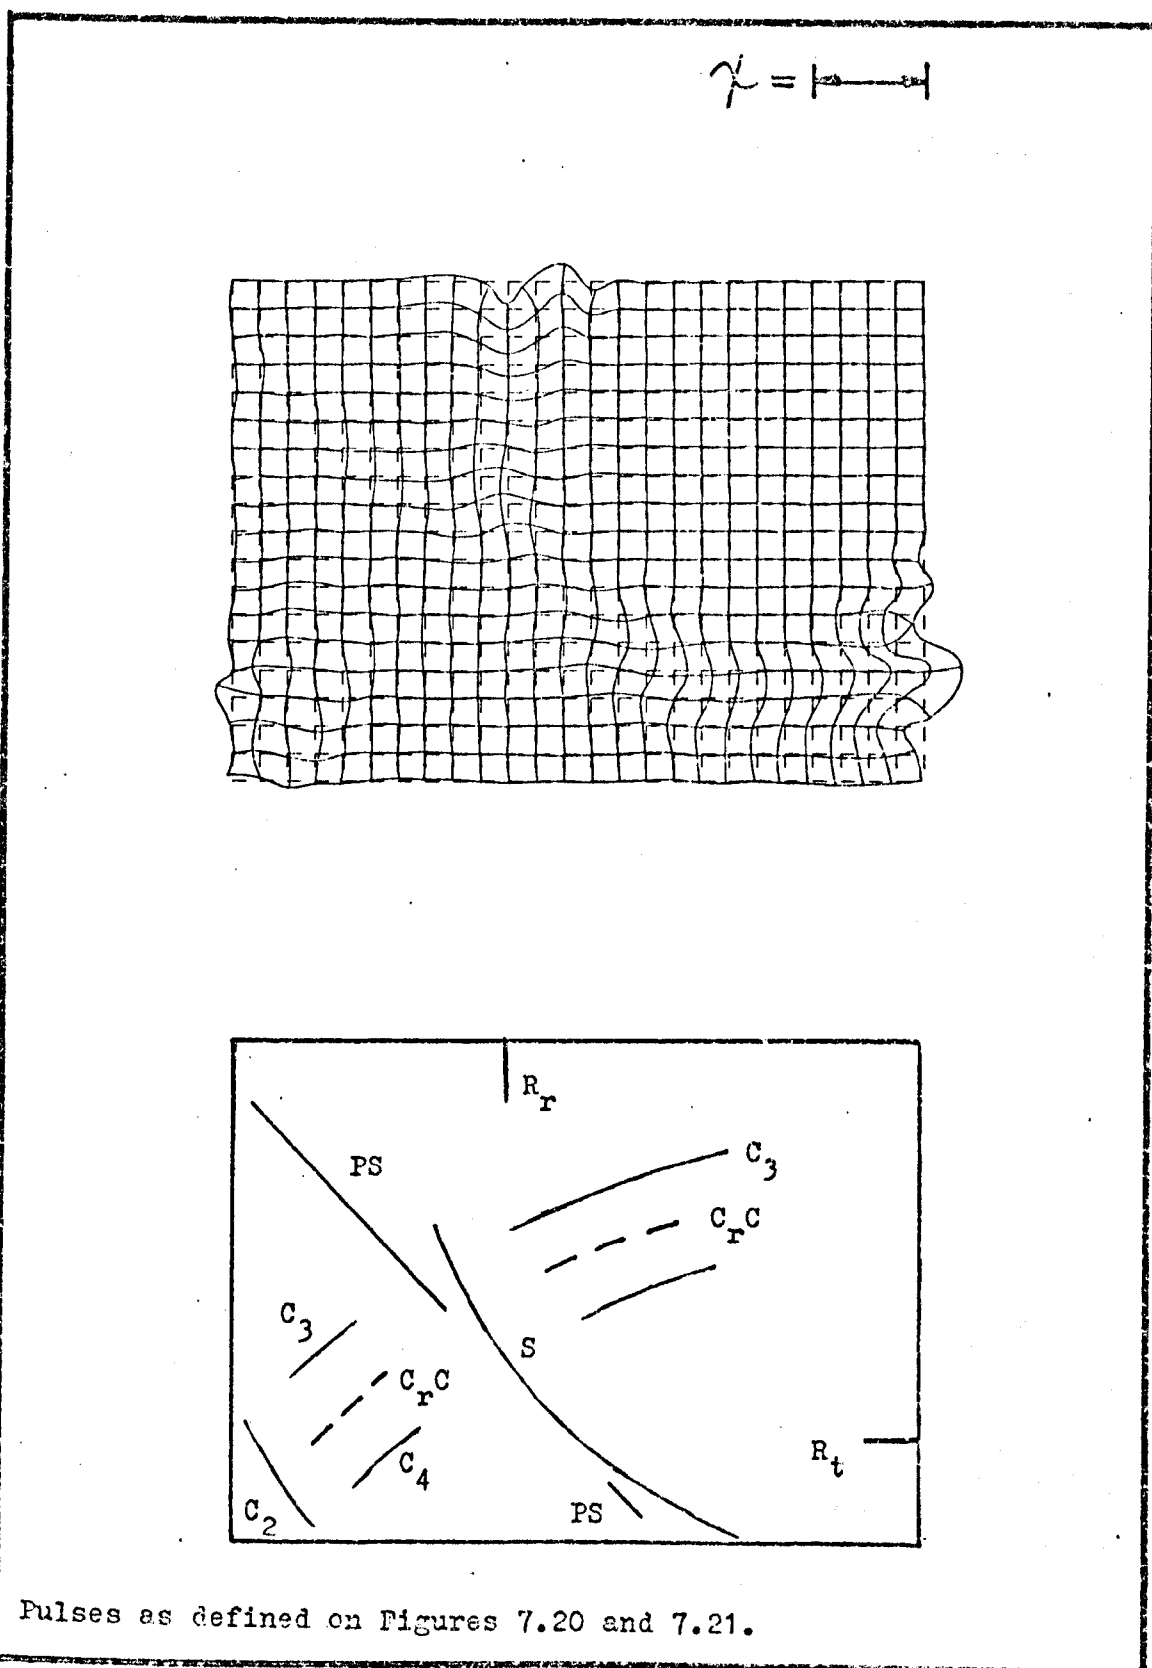 R_r
PS
C_3
C_rC
C_3
S
C_rC
R_t
C_4
PS
C_2
Pulses as defined on Figures 7.20 and 7.21.